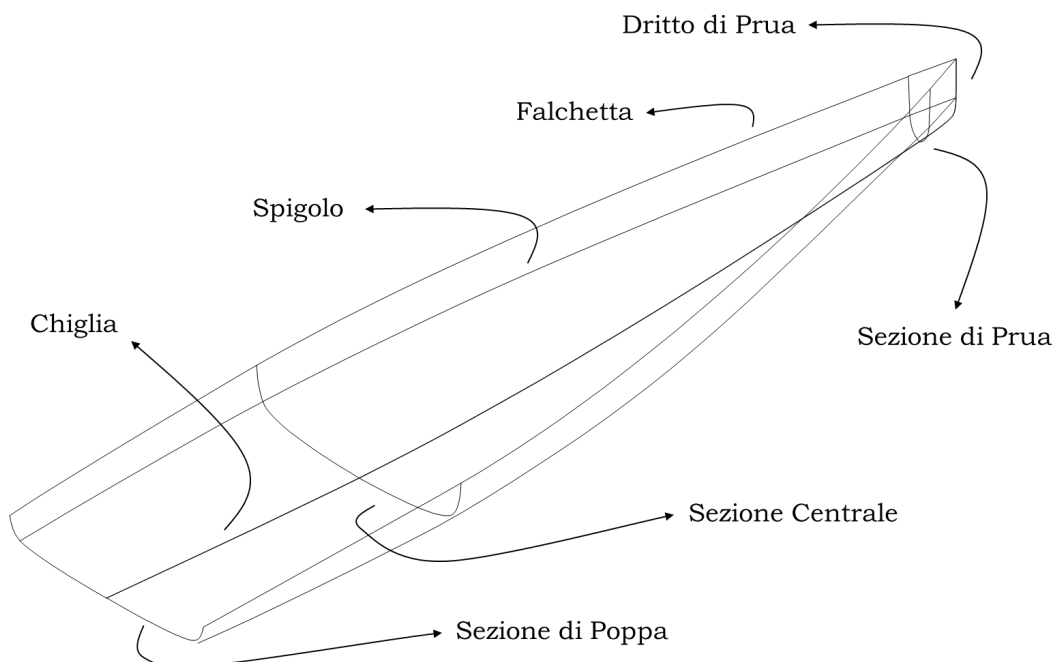 Dritto di Prua
Falchetta
Spigolo
Chiglia
Sezione di Prua
Sezione Centrale
Sezione di Poppa